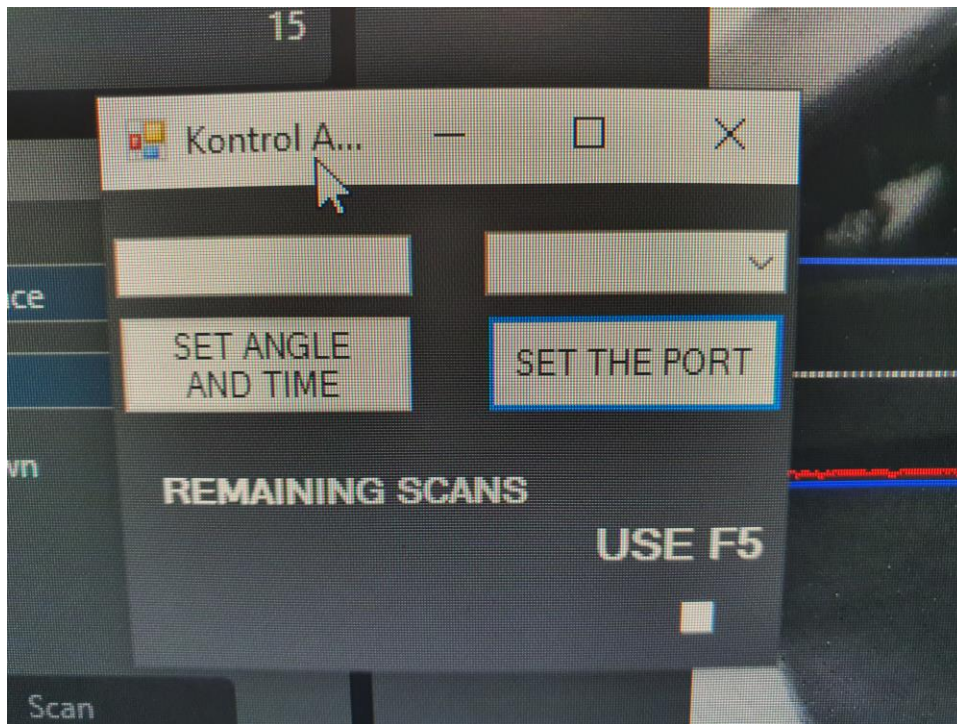 15
Kontrol A...
ce
SET ANGLE
AND TIME
SET THE PORT
wn
REMAINING SCANS
USE F5
Scan